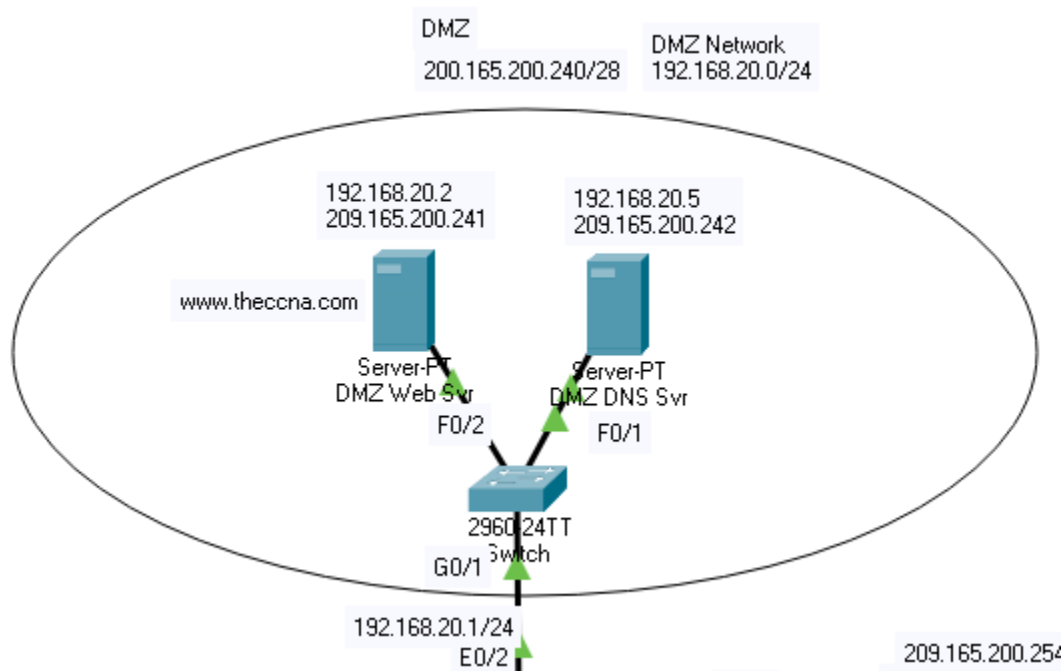 DMZ
200.165.200.240/28
DMZ Network
192.168.20.0/24
192.168.20.2
209.165.200.241
192.168.20.5
209.165.200.242
www.theccna.com
Server-PT
DMZ Web Svr
Server-PT
DMZ DNS Svr
F0/2
F0/1
2960-24TT
Switch
G0/1
192.168.20.1/24
E0/2
209.165.200.254